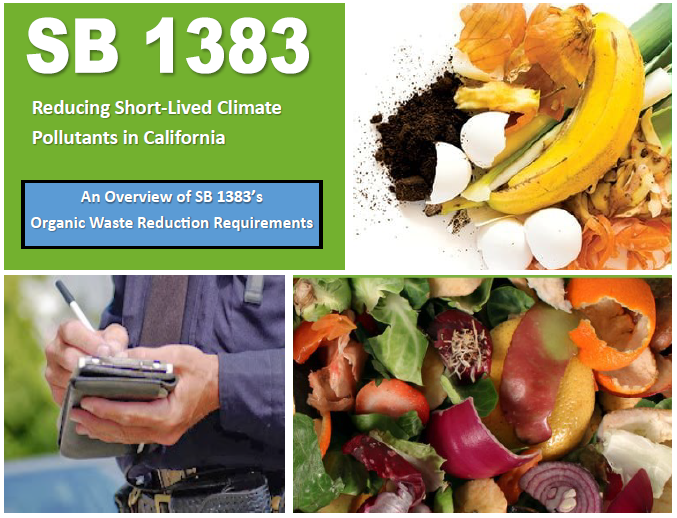 SB 1383
Reducing Short-Lived Climate
Pollutants in California
An Overview of SB 1383’s
Organic Waste Reduction Requirements